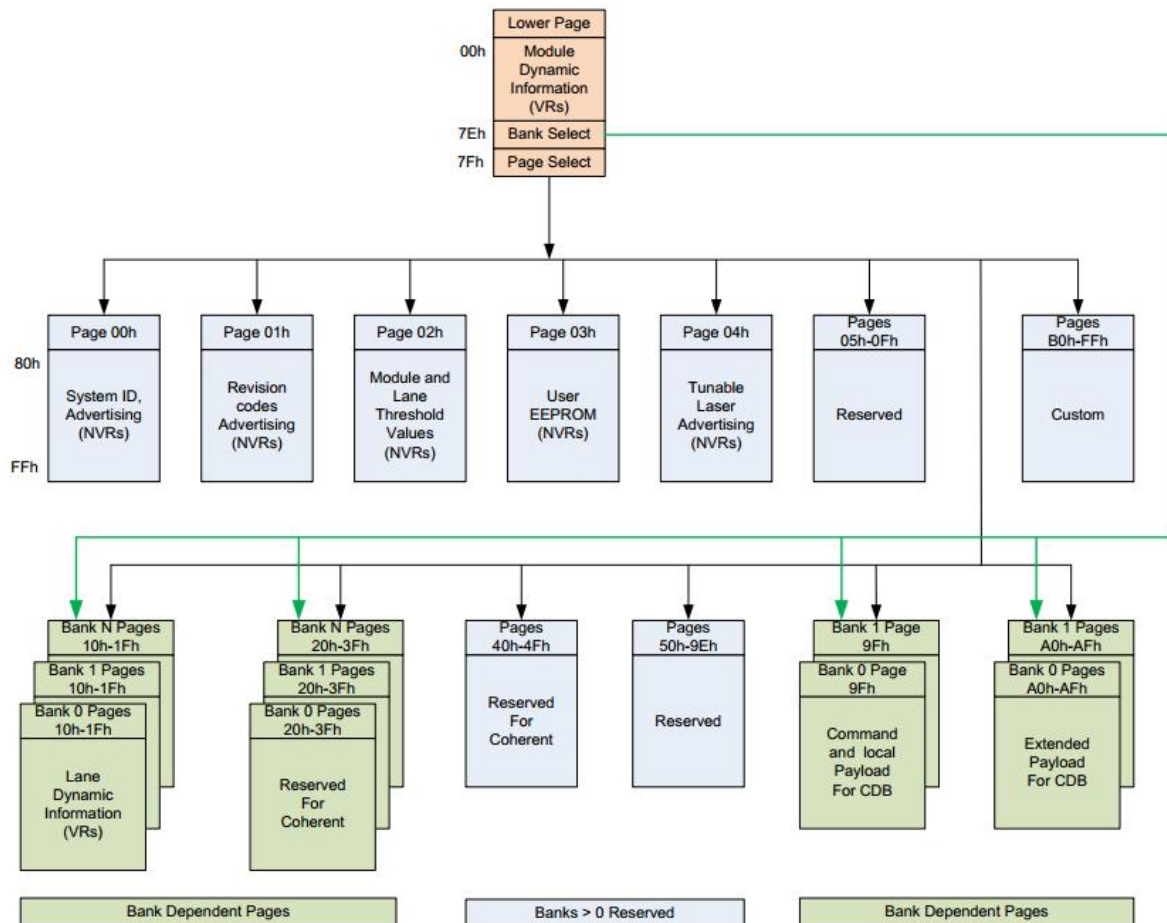 Lower Page
00h
Module
Dynamic
Information
(VRs)
7Eh
Bank Select
7Fh
Page Select
80h
FFh
Page 00h
System ID,
Advertising
(NVRs)
Page 01h
Revision
codes
Advertising
(NVRs)
Page 02h
Module and
Lane
Threshold
Values
(NVRs)
Page 03h
User
EEPROM
(NVRs)
Page 04h
Tunable
Laser
Advertising
(NVRs)
Pages
05h-0Fh
Reserved
Pages
B0h-FFh
Custom
Bank N Pages
10h-1Fh
Bank 1 Pages
10h-1Fh
Bank 0 Pages
10h-1Fh
Lane
Dynamic
Information
(VRs)
Bank N Pages
20h-3Fh
Bank 1 Pages
20h-3Fh
Bank 0 Pages
20h-3Fh
Reserved
For
Coherent
Pages
40h-4Fh
Reserved
For
Coherent
Pages
50h-9Eh
Reserved
Bank 1 Page
9Fh
Bank 0 Page
9Fh
Command
and local
Payload
For CDB
Bank 1 Pages
A0h-AFh
Bank 0 Pages
A0h-AFh
Extended
Payload
For CDB
Bank Dependent Pages
Banks > 0 Reserved
Bank Dependent Pages